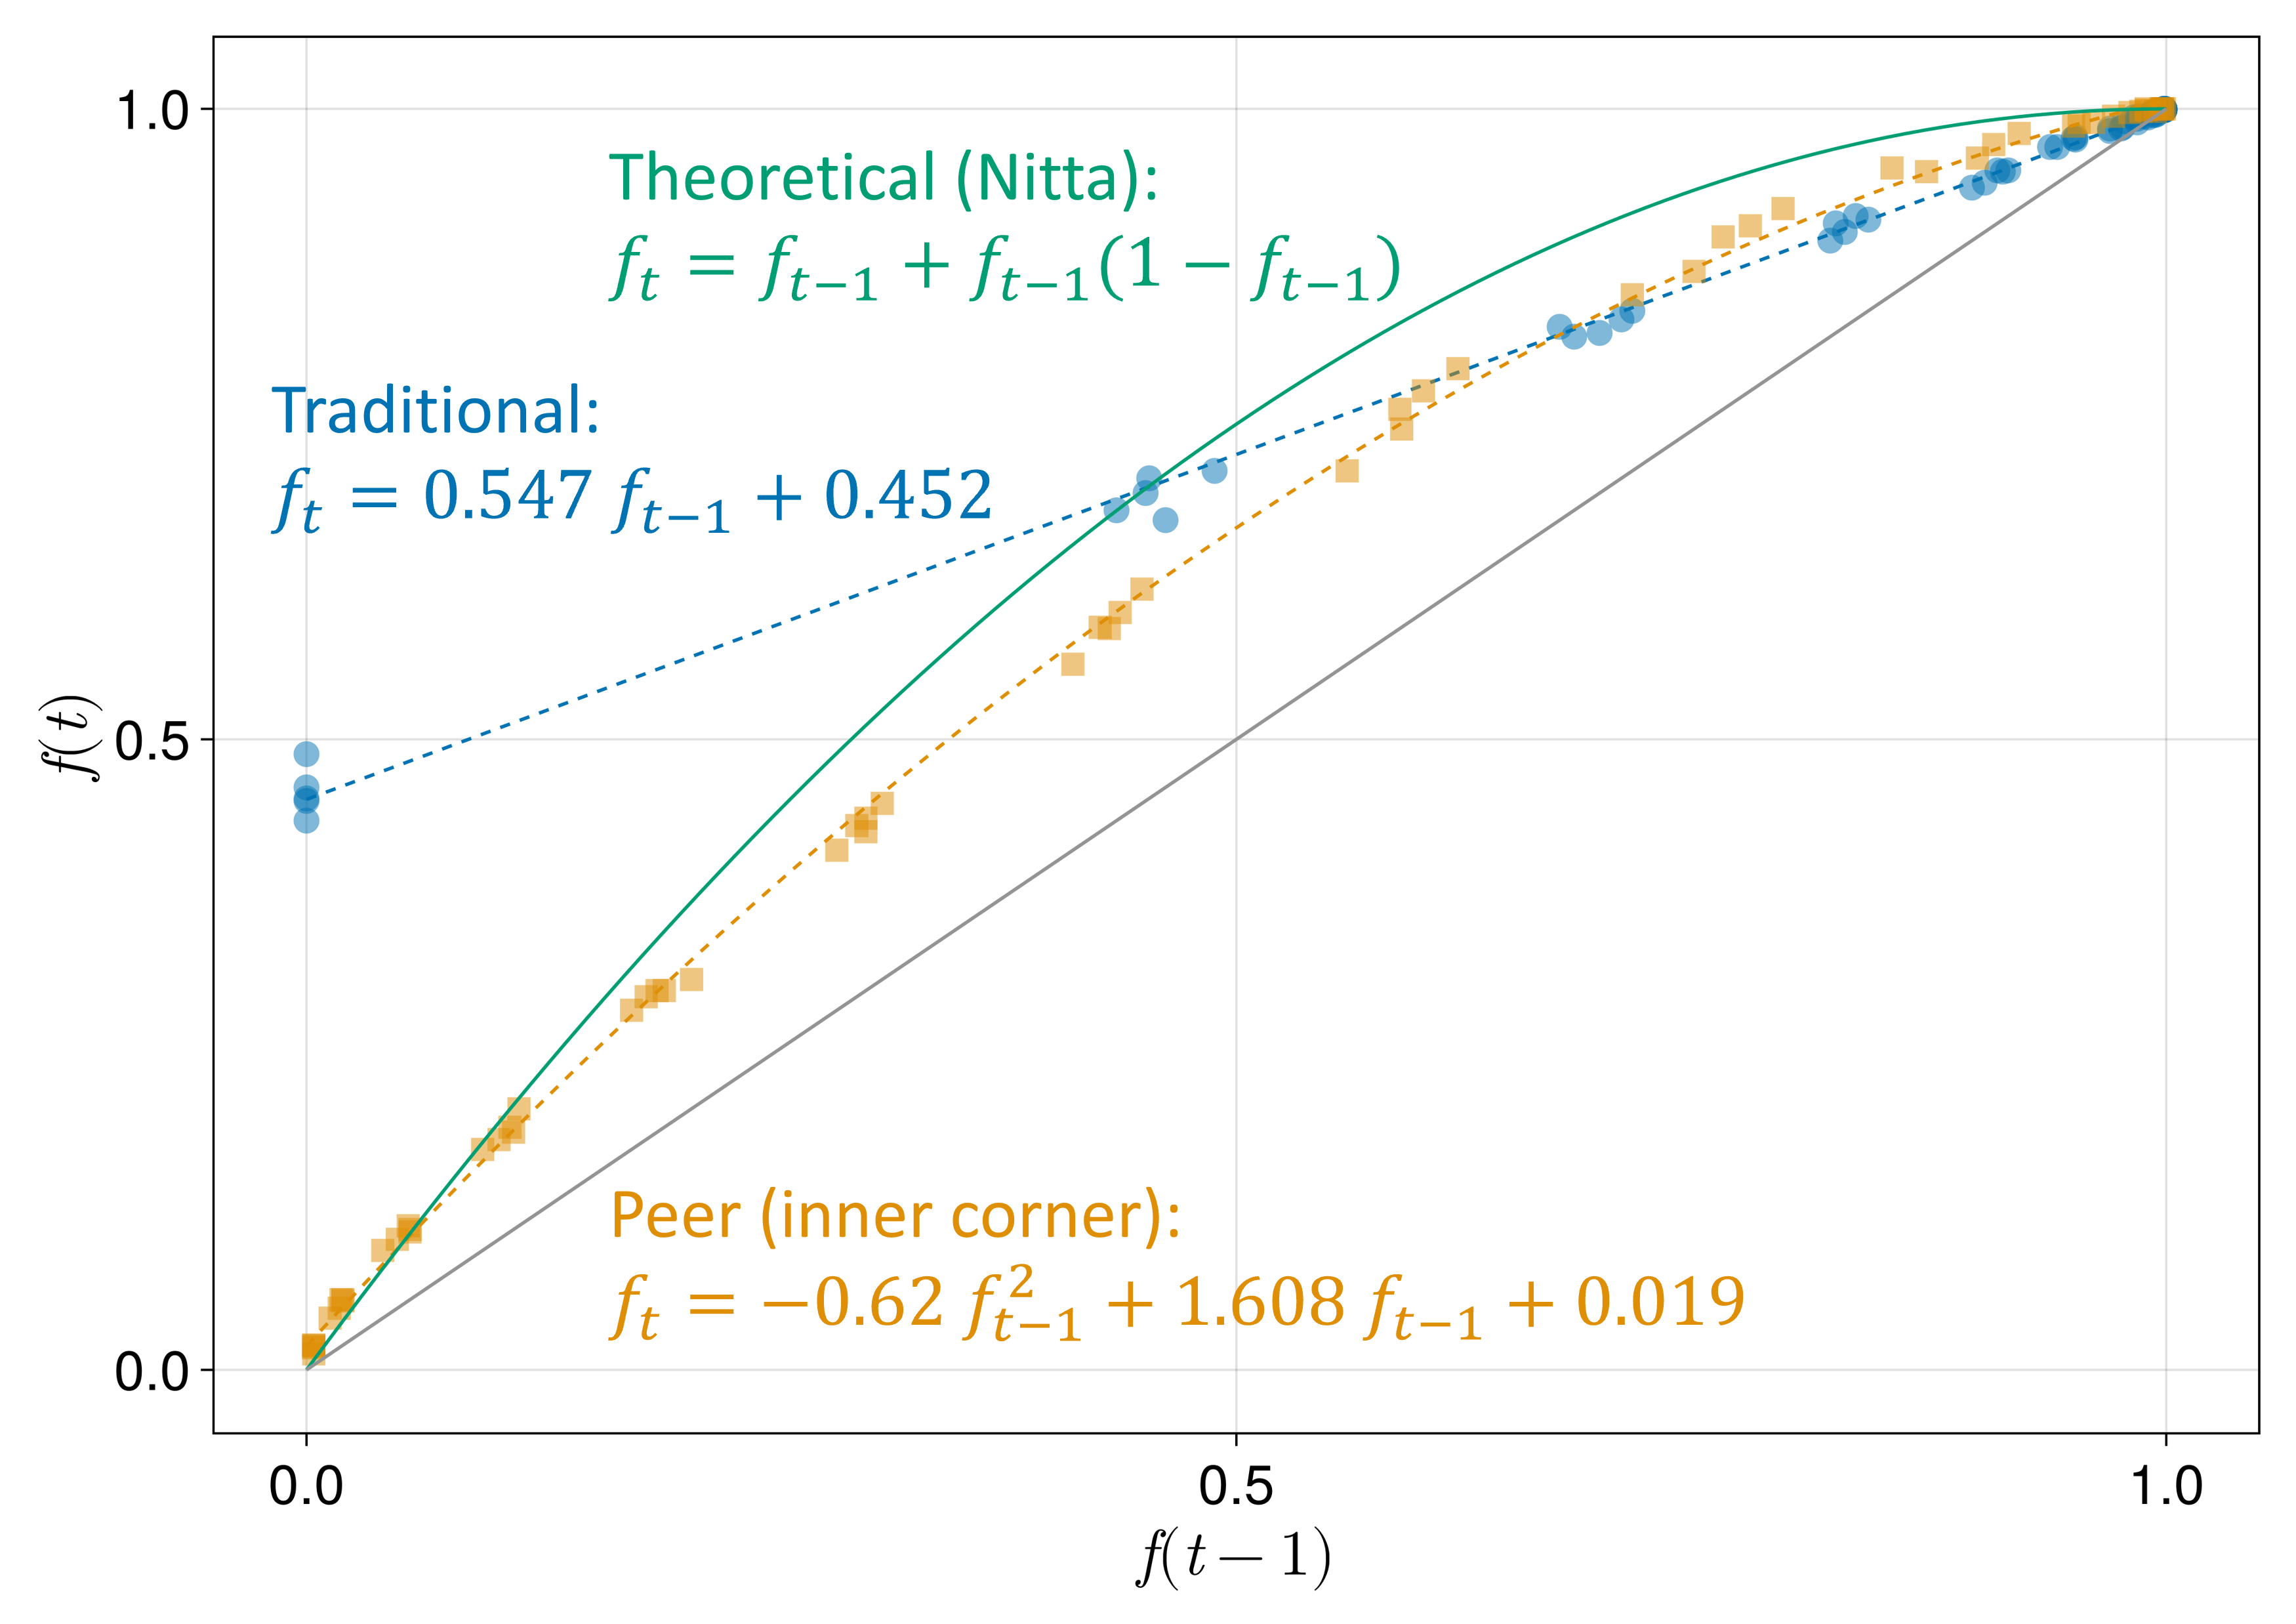 1.0
Theoretical (Nitta):
f_t = f_{t−1} + f_{t−1}(1 − f_{t−1})
Traditional:
f_t = 0.547 f_{t−1} + 0.452
f(t)
0.5
Peer (inner corner):
f_t = −0.62 f_{t−1}^2 + 1.608 f_{t−1} + 0.019
0.0
0.0 0.5 1.0
f(t − 1)